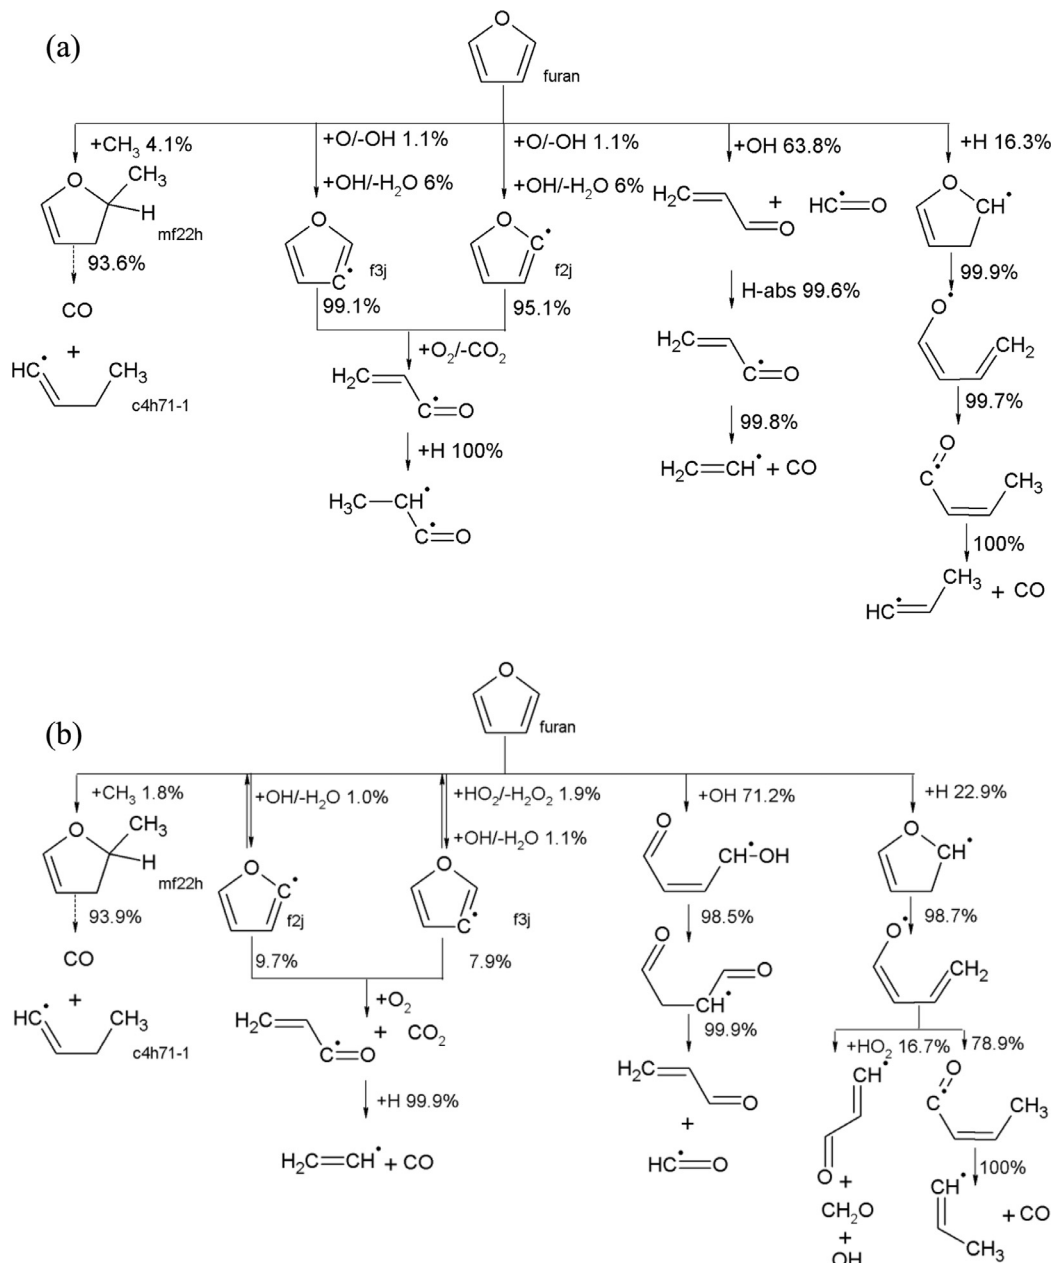 (a)
O
furan
+CH3 4.1%
+O/-OH 1.1%
+OH/-H2O 6%
+O/-OH 1.1%
+OH/-H2O 6%
+OH 63.8%
+H 16.3%
O
CH3
H
mf22h
93.6%
CO
+
HC•
CH3
c4h71-1
O
C•
f3j
99.1%
O
C•
f2j
95.1%
+O2/-CO2
H2C
C•
O
+H 100%
H3C
CH•
C•
O
H2C
O
+
HC•
O
H-abs 99.6%
H2C
C•
O
99.8%
H2C
CH• + CO
O
CH•
99.9%
O•
CH2
99.7%
O
C•
CH3
100%
HC•
CH3
+ CO
(b)
O
furan
+CH3 1.8%
+OH/-H2O 1.0%
+HO2/-H2O2 1.9%
+OH/-H2O 1.1%
+OH 71.2%
+H 22.9%
O
CH3
H
mf22h
93.9%
CO
+
HC•
CH3
c4h71-1
O
C•
f2j
9.7%
O
C•
f3j
7.9%
+O2
H2C
C•
O
+ CO2
+H 99.9%
H2C
CH• + CO
O
CH•
OH
98.5%
O
O
CH•
99.9%
H2C
O
+
HC•
O
O
CH•
98.7%
O•
CH2
+HO2 16.7%
78.9%
CH•
O
+
CH2O
+
OH
O
C•
CH3
100%
CH•
CH3
+ CO